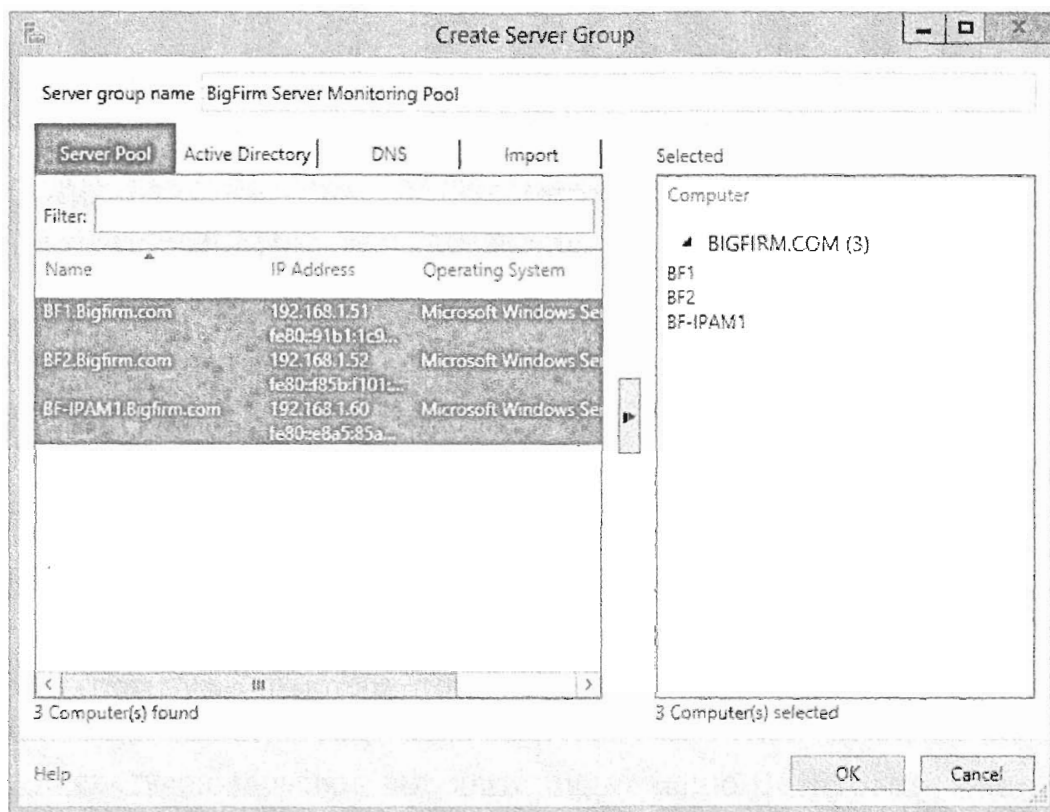 Create Server Group
Server group name BigFirm Server Monitoring Pool
Server Pool Active Directory DNS Import
Filter:
Name IP Address Operating System
BF1.Bigfirm.com 192.168.1.51 Microsoft Windows Ser
fe80::91b1:1c9...
BF2.Bigfirm.com 192.168.1.52 Microsoft Windows Ser
fe80::f85b:f101:...
BF-IPAM1.Bigfirm.com 192.168.1.60 Microsoft Windows Ser
fe80::e8a5:85a...
3 Computer(s) found
Selected
Computer
BIGFIRM.COM (3)
BF1
BF2
BF-IPAM1
3 Computer(s) selected
Help OK Cancel